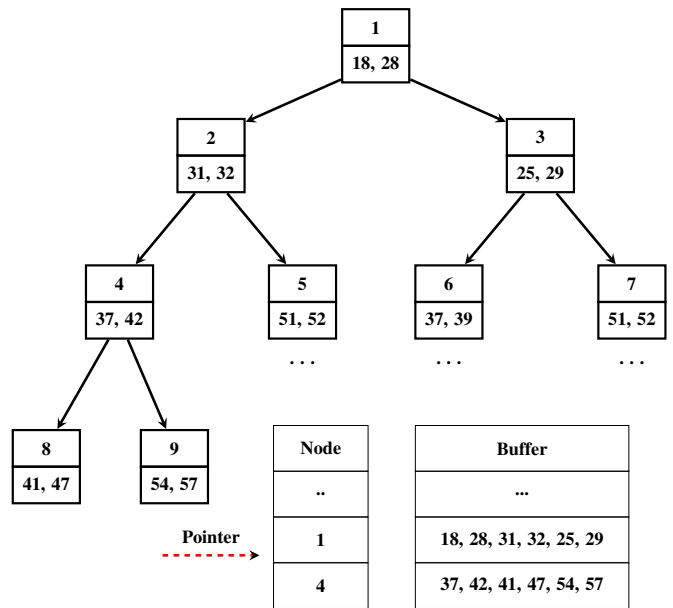 1
18, 28
2
3
31, 32
25, 29
4
5
6
7
37, 42
51, 52
37, 39
51, 52
. . .
. . .
. . .
8
9
41, 47
54, 57
Node
Buffer
..
...
Pointer
1
18, 28, 31, 32, 25, 29
4
37, 42, 41, 47, 54, 57